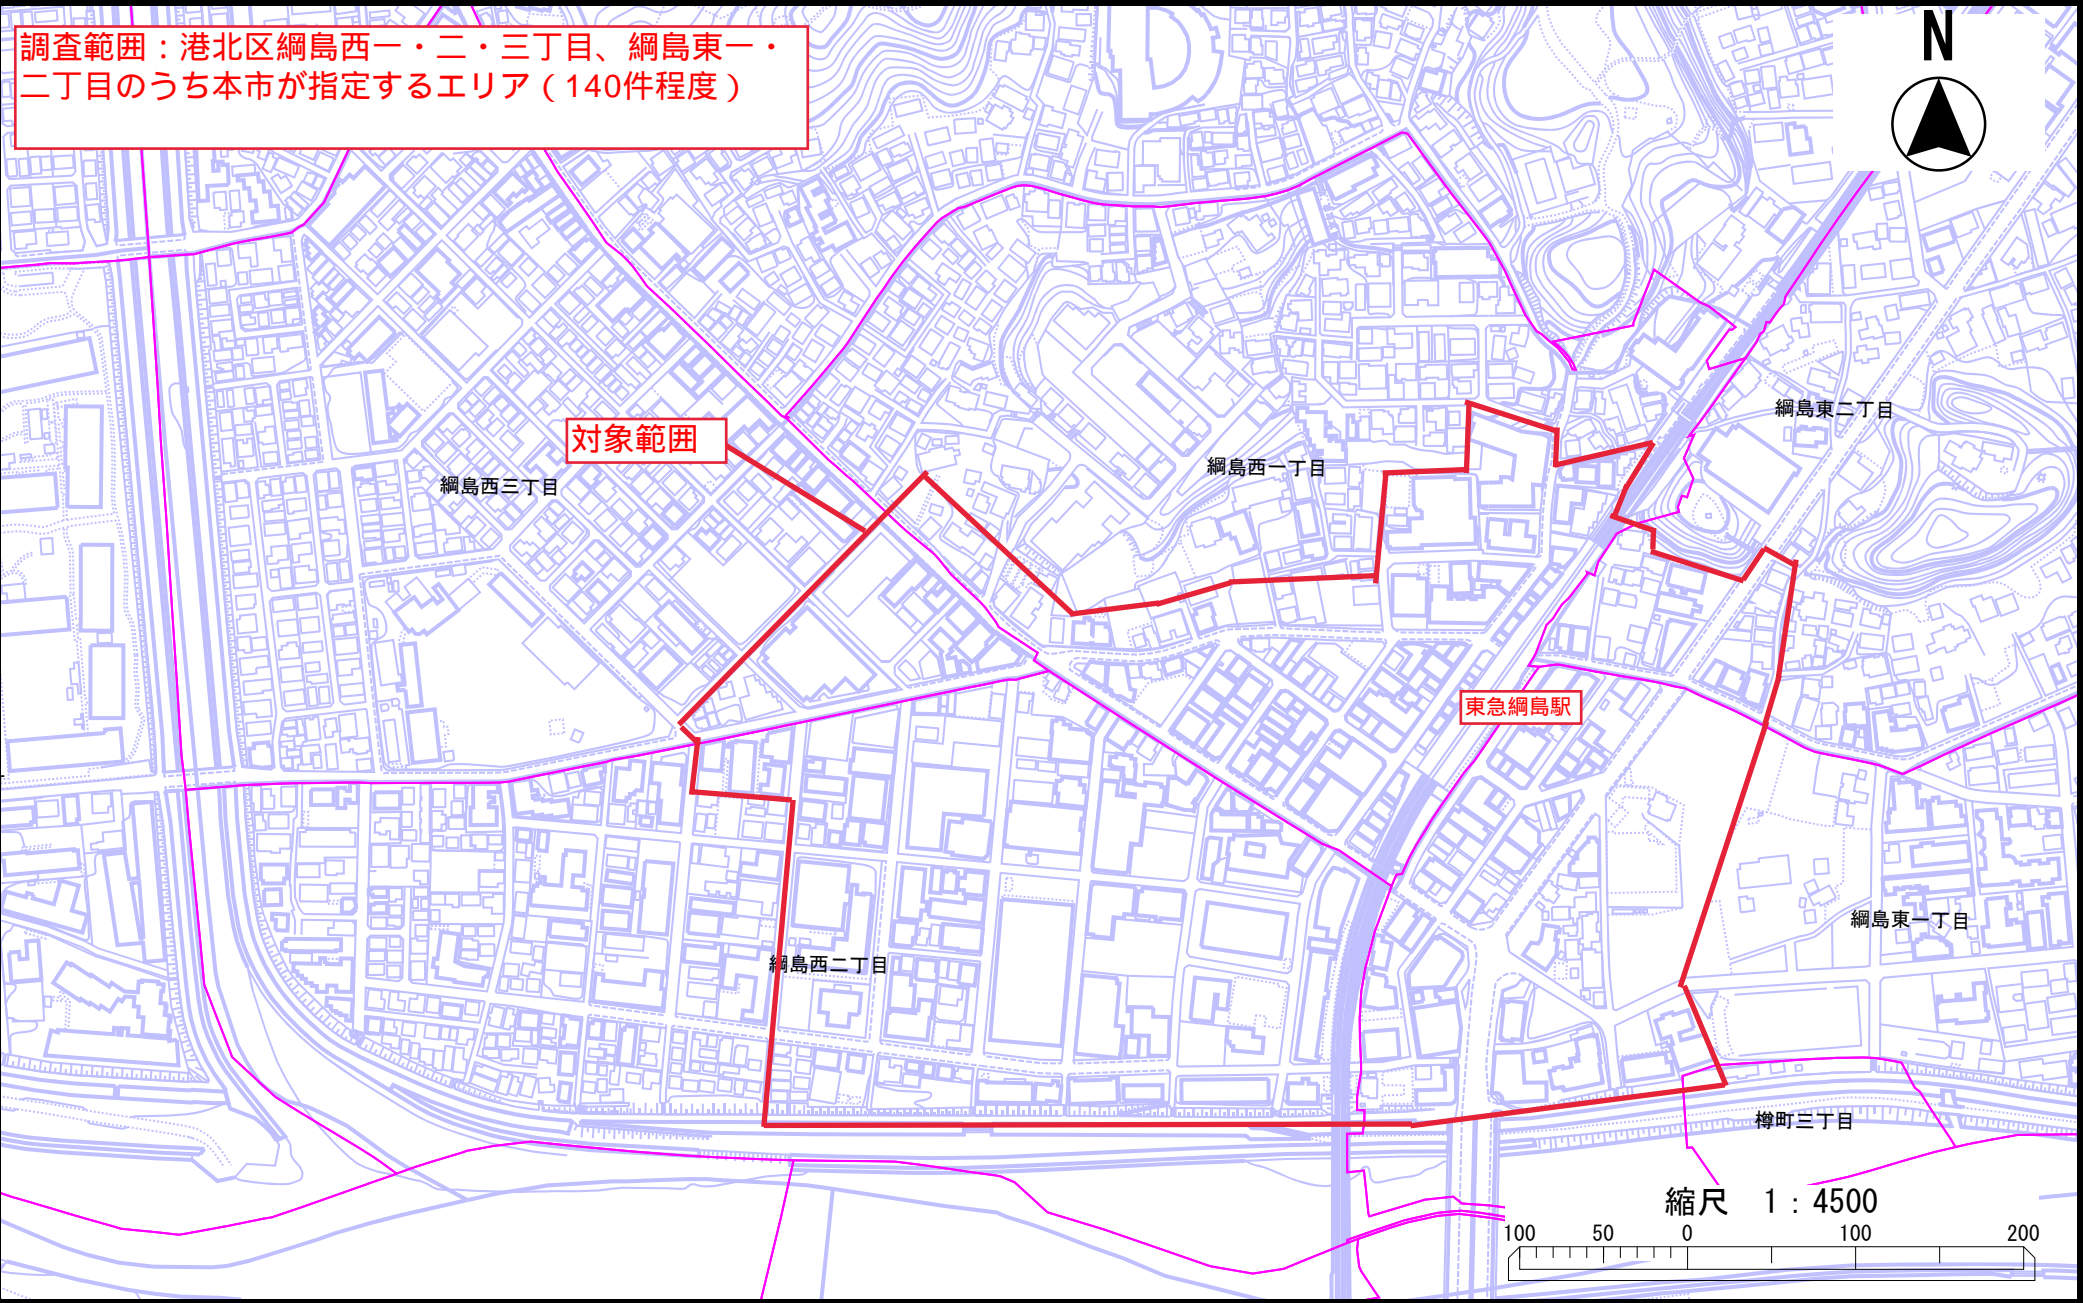 調査範囲：港北区綱島西一・二・三丁目、綱島東一・
二丁目のうち本市が指定するエリア（140件程度）
N
綱島東二丁目
対象範囲
綱島西一丁目
綱島西三丁目
東急綱島駅
綱島東一丁目
綱島西二丁目
樽町三丁目
縮尺　1：4500
100 50 0 100 200